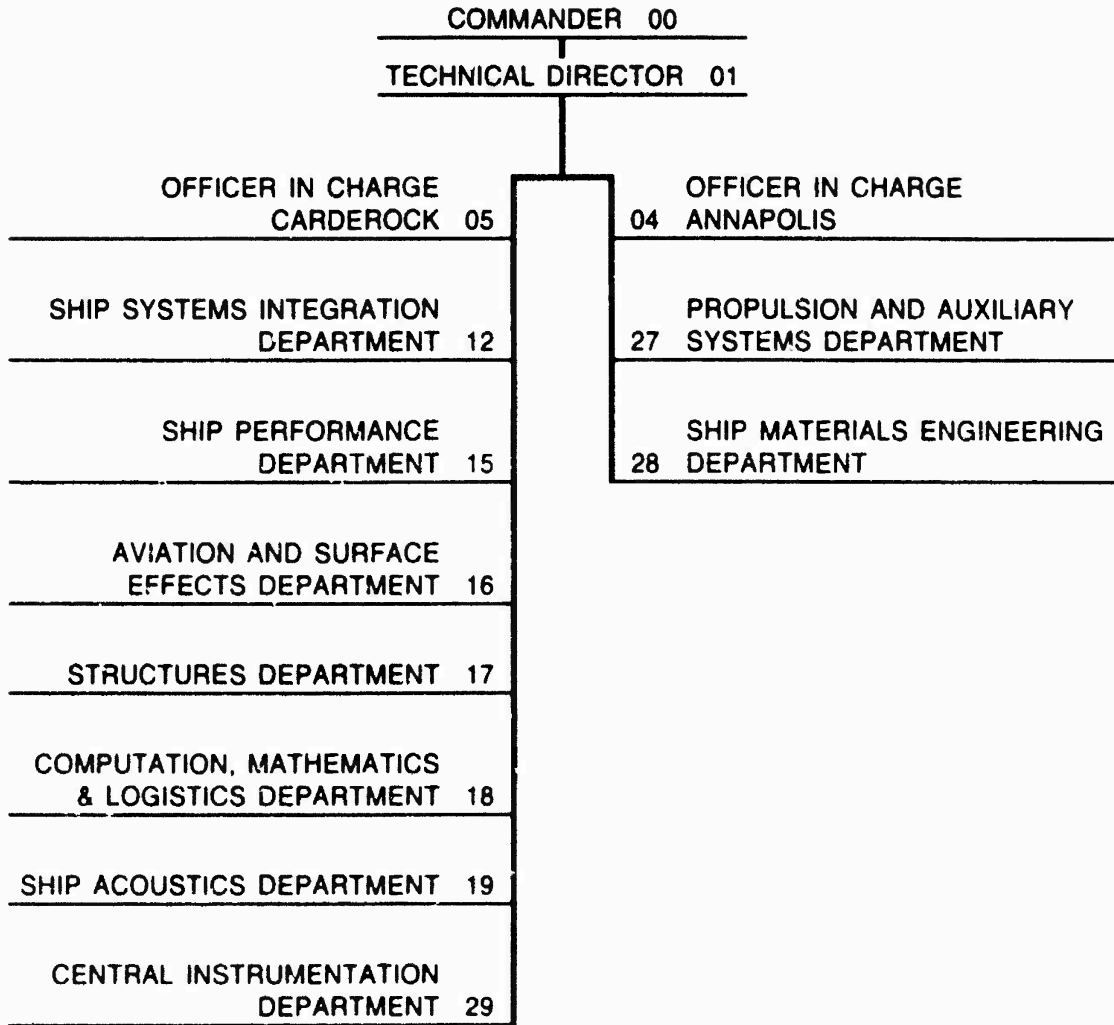 COMMANDER 00
TECHNICAL DIRECTOR 01
OFFICER IN CHARGE
CARDEROCK 05
OFFICER IN CHARGE
04 ANNAPOLIS
SHIP SYSTEMS INTEGRATION
DEPARTMENT 12
PROPULSION AND AUXILIARY
27 SYSTEMS DEPARTMENT
SHIP PERFORMANCE
DEPARTMENT 15
SHIP MATERIALS ENGINEERING
28 DEPARTMENT
AVIATION AND SURFACE
EFFECTS DEPARTMENT 16
STRUCTURES DEPARTMENT 17
COMPUTATION, MATHEMATICS
& LOGISTICS DEPARTMENT 18
SHIP ACOUSTICS DEPARTMENT 19
CENTRAL INSTRUMENTATION
DEPARTMENT 29